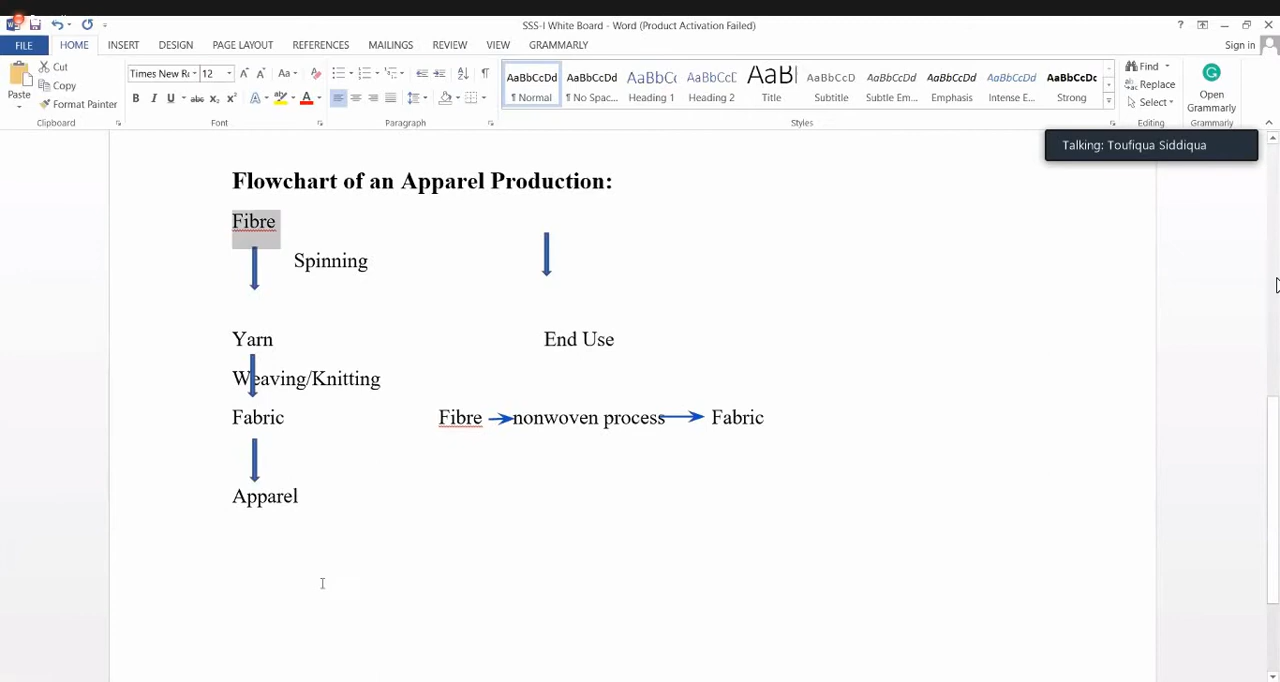 SSS-I White Board - Word (Product Activation Failed)
FILE HOME INSERT DESIGN PAGE LAYOUT REFERENCES MAILINGS REVIEW VIEW GRAMMARLY Sign in
Paste Cut Copy Format Painter
Times New Ro 12
AaBbCcDd AaBbCcDd AaBbCc AaBbCcD AaBl AaBbCcD AaBbCcDd AaBbCcDd AaBbCcDd AaBbCcDc
¶ Normal ¶ No Spac... Heading 1 Heading 2 Title Subtitle Subtle Em... Emphasis Intense E... Strong
Find Replace Select Open Grammarly
Clipboard Font Paragraph Styles Editing Grammarly
Talking: Toufiqua Siddiqua
Flowchart of an Apparel Production:
Fibre
Spinning
Yarn End Use
Weaving/Knitting
Fabric Fibre nonwoven process Fabric
Apparel